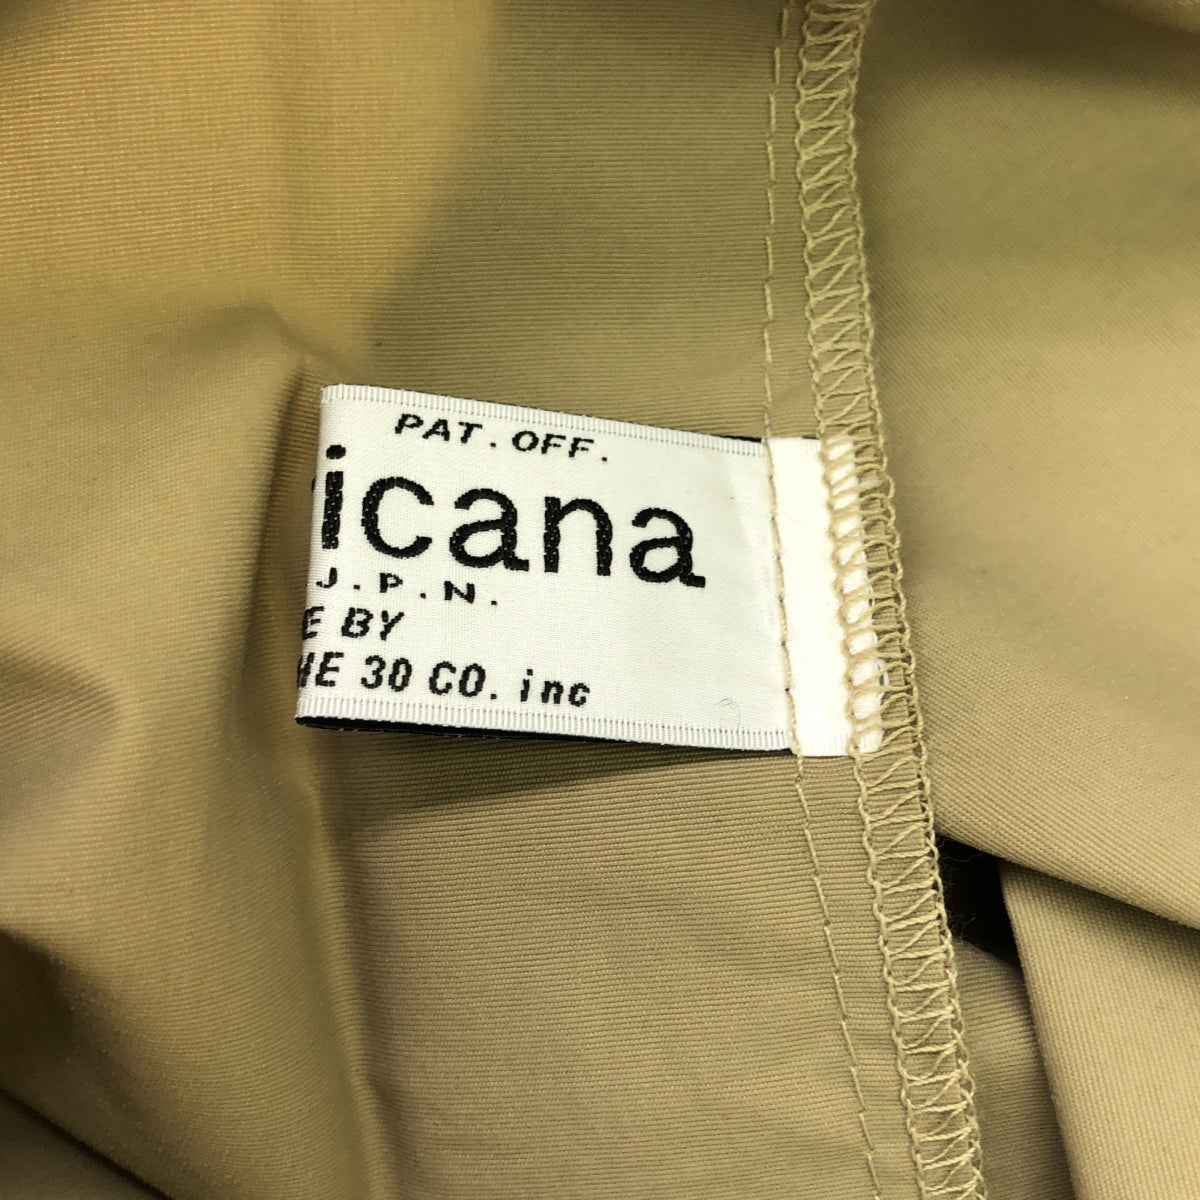 PAT. OFF.
icana
J.P.N.
E BY
HE 30 CO. inc